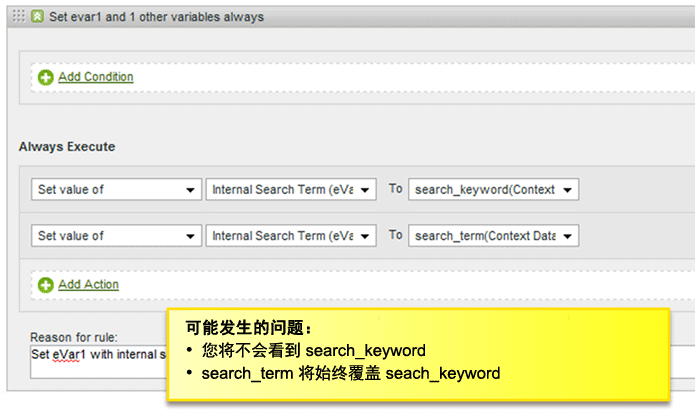 Set evar1 and 1 other variables always
Add Condition
Always Execute
Set value of Internal Search Term (eVa To search_keyword(Context
Set value of Internal Search Term (eVa To search_term(Context Data
Add Action
Reason for rule:
Set eVar1 with internal s
可能发生的问题：
• 您将不会看到 search_keyword
• search_term 将始终覆盖 seach_keyword